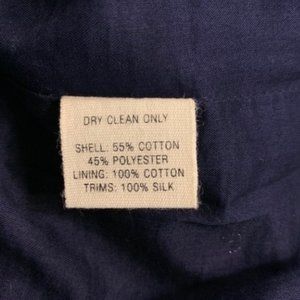 DRY CLEAN ONLY
SHELL: 55% COTTON
45% POLYESTER
LINING: 100% COTTON
TRIMS: 100% SILK